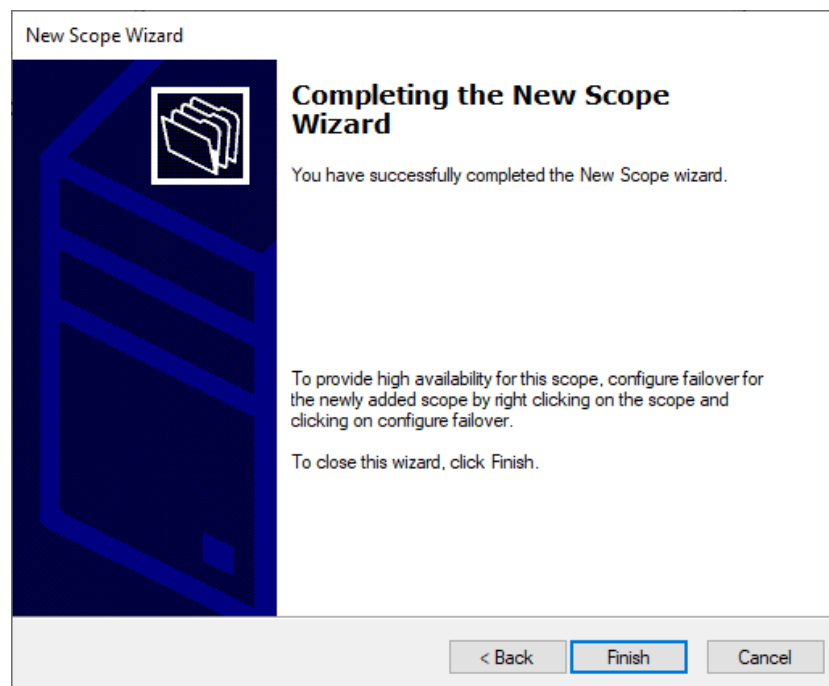 New Scope Wizard
Completing the New Scope
Wizard
You have successfully completed the New Scope wizard.
To provide high availability for this scope, configure failover for
the newly added scope by right clicking on the scope and
clicking on configure failover.
To close this wizard, click Finish.
< Back
Finish
Cancel